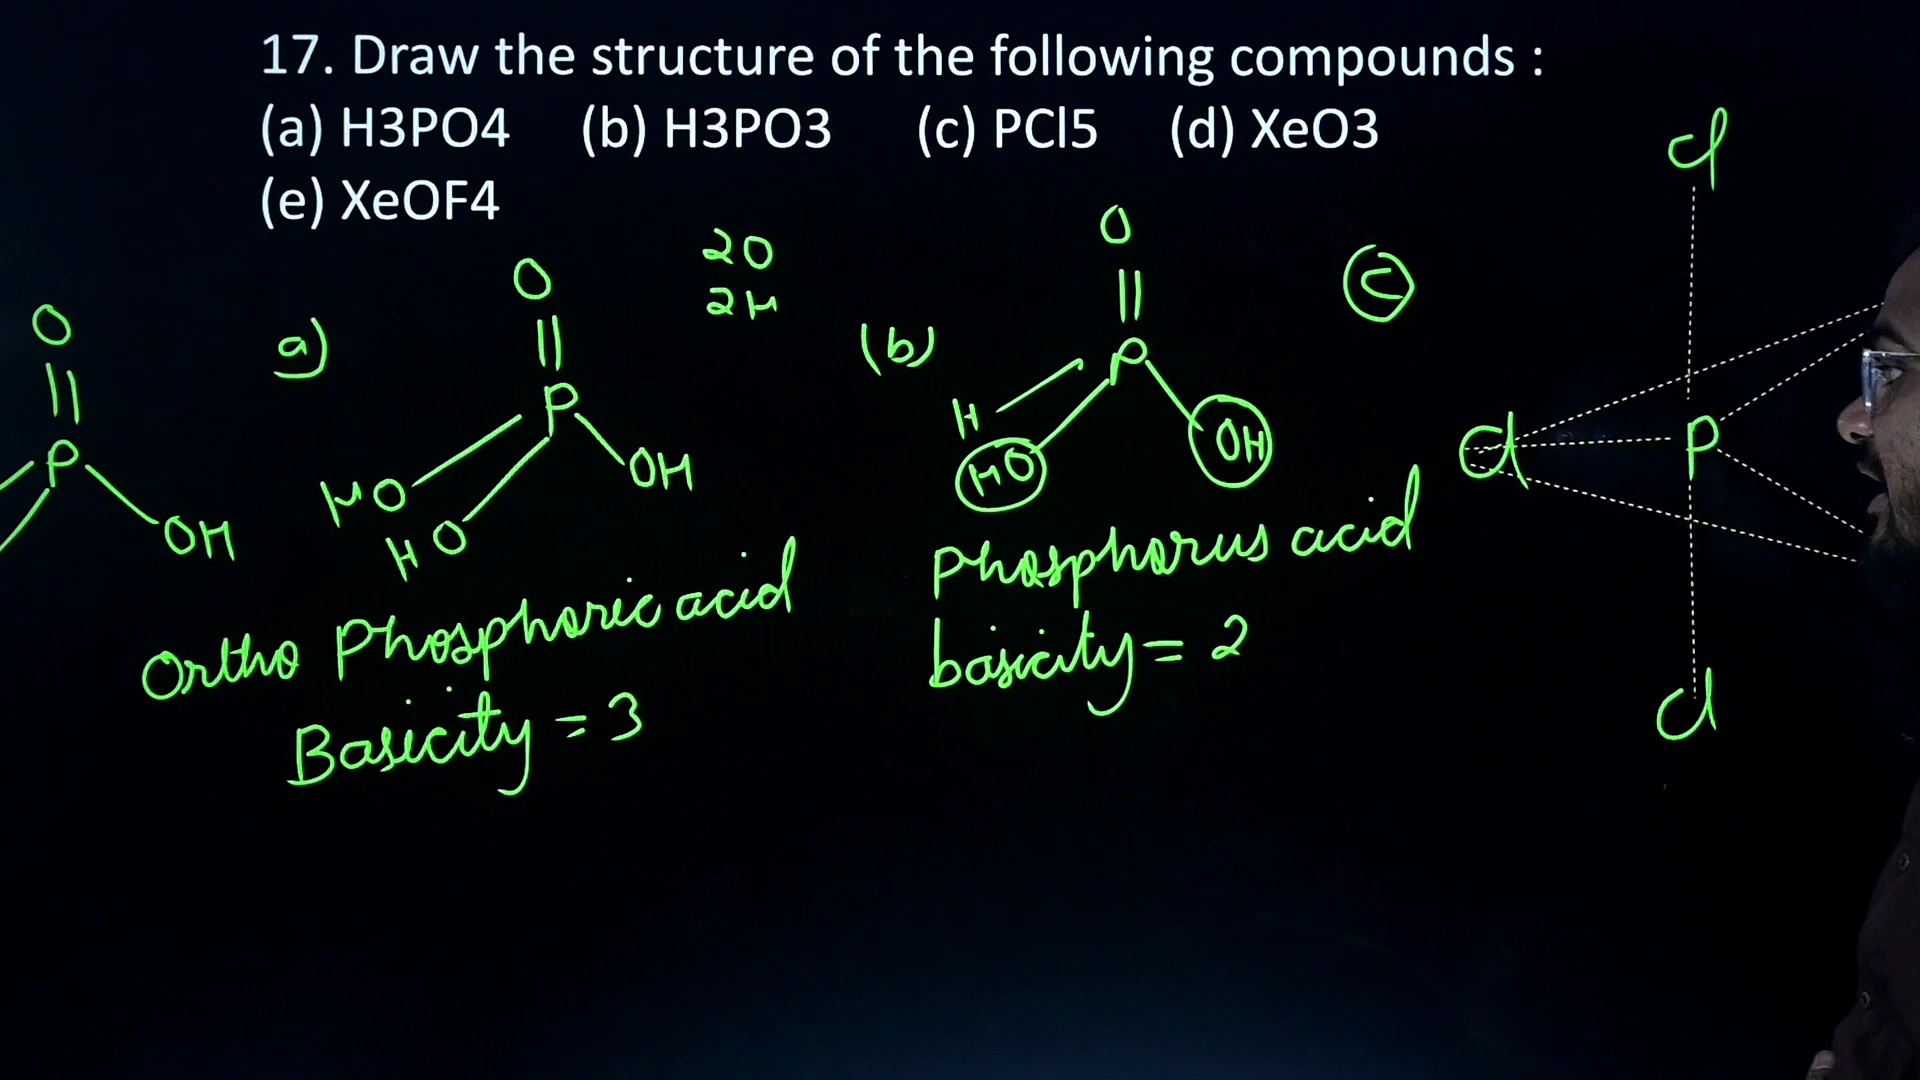 17. Draw the structure of the following compounds :
(a) H3PO4 (b) H3PO3 (c) PCl5 (d) XeO3
(e) XeOF4
O
P
OH
a)
O
P
HO
HO
OH
Ortho Phosphoric acid
Basicity = 3
2O
2H
(b)
O
P
H
HO
OH
Phosphorus acid
basicity = 2
C
Cl
Cl
P
Cl